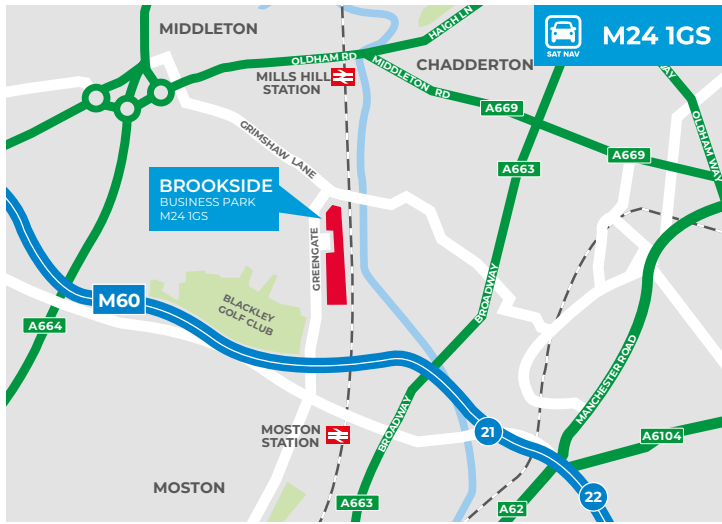 MIDDLETON
HAIGH LN
SAT NAV
M24 1GS
OLDHAM RD
MILLS HILL
STATION
CHADDERTON
WAY
MIDDLETON RD
A669
OLDHAM WAY
GRIMSHAW LANE
A663
A669
BROOKSIDE
BUSINESS PARK
M24 1GS
GREENGATE
M60
BLACKLEY
GOLF CLUB
BROADWAY
A664
MANCHESTER ROAD
MOSTON
STATION
BROADWAY
21
A6104
MOSTON
A663
A62
22